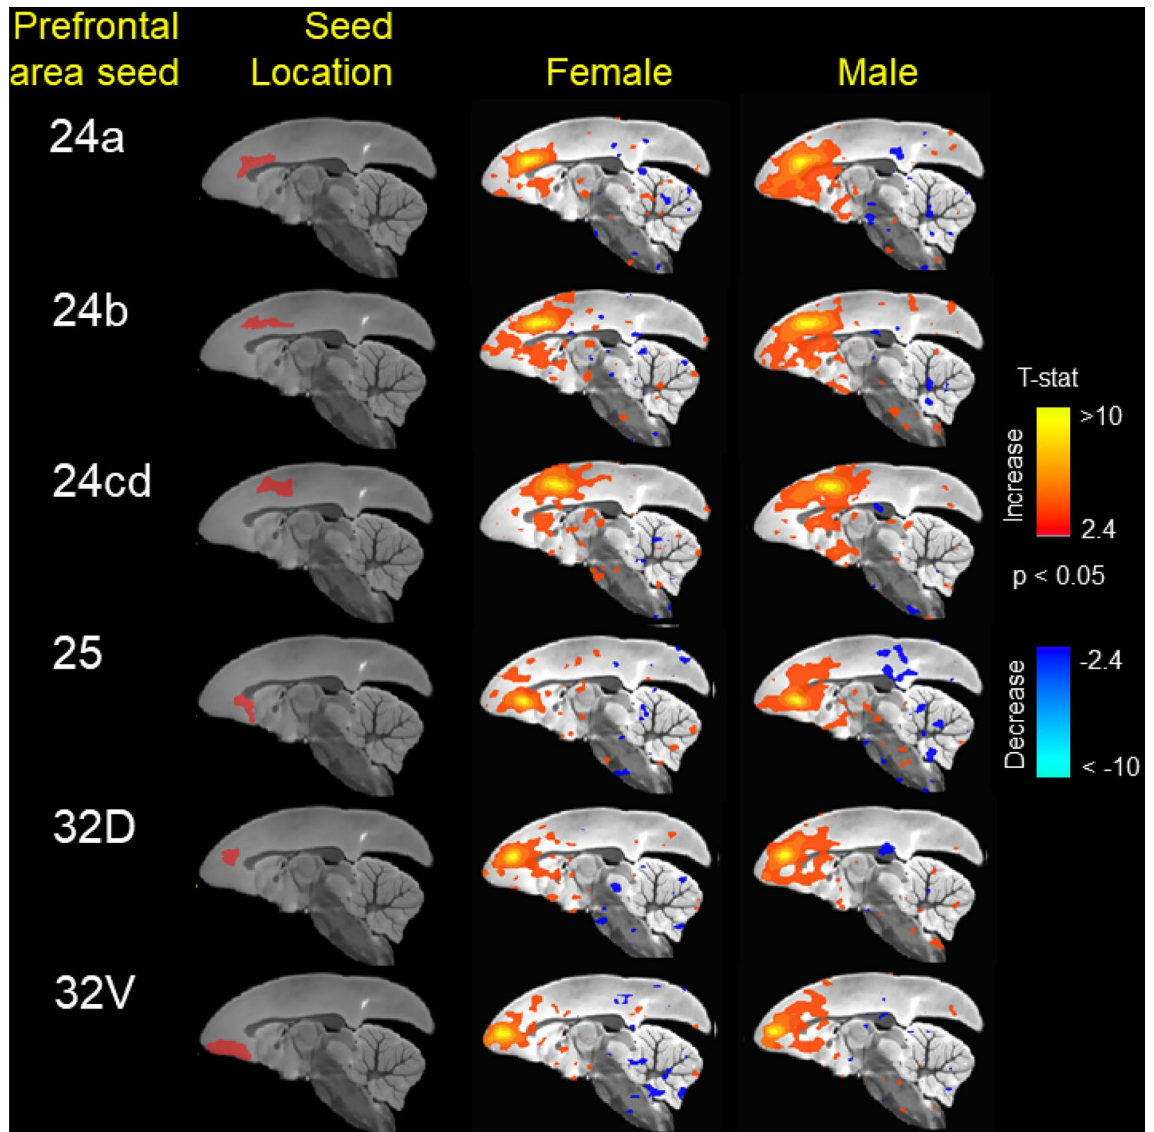 Prefrontal
area seed
Seed
Location
Female
Male
24a
24b
24cd
25
32D
32V
T-stat
Increase
>10
2.4
p < 0.05
Decrease
-2.4
< -10